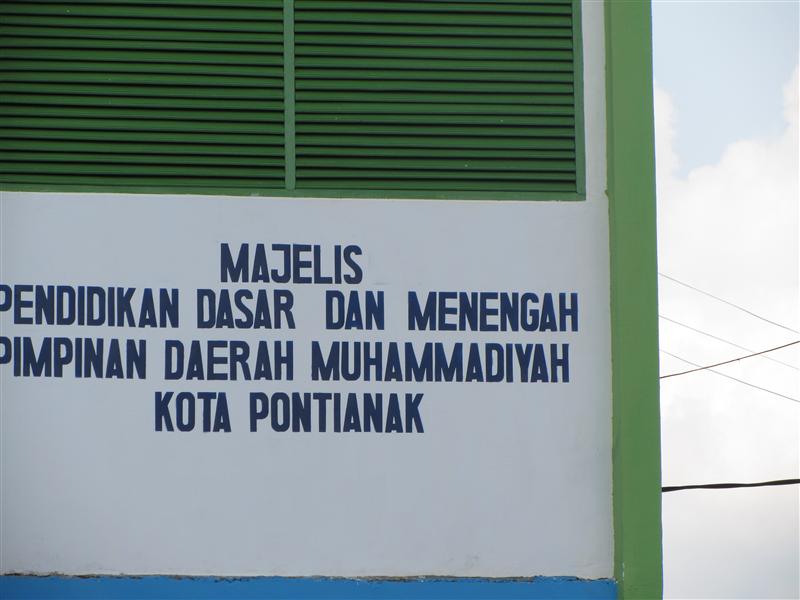 MAJELIS
PENDIDIKAN DASAR DAN MENENGAH
PIMPINAN DAERAH MUHAMMADIYAH
KOTA PONTIANAK